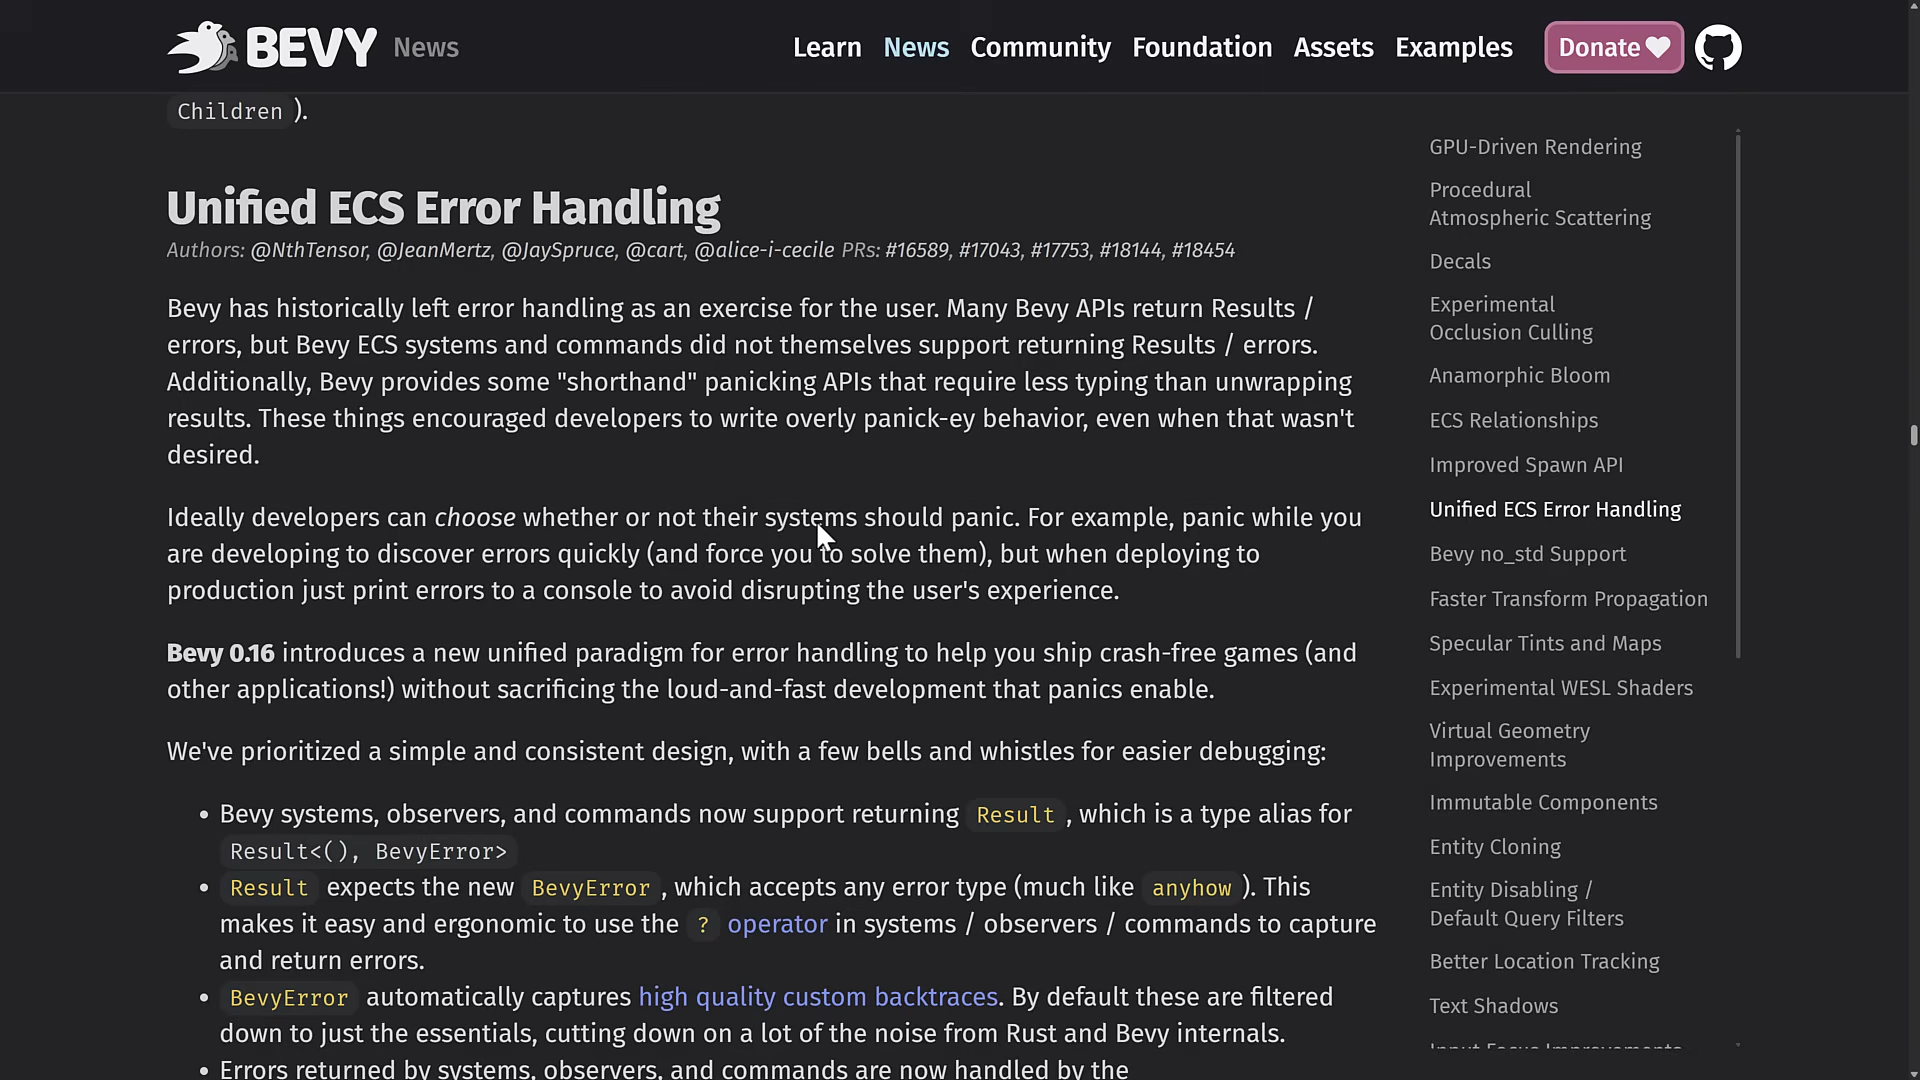 BEVY News
Learn News Community Foundation Assets Examples Donate
Children ).
Unified ECS Error Handling
Authors: @NthTensor, @JeanMertz, @JaySpruce, @cart, @alice-i-cecile PRs: #16589, #17043, #17753, #18144, #18454
Bevy has historically left error handling as an exercise for the user. Many Bevy APIs return Results /
errors, but Bevy ECS systems and commands did not themselves support returning Results / errors.
Additionally, Bevy provides some "shorthand" panicking APIs that require less typing than unwrapping
results. These things encouraged developers to write overly panick-ey behavior, even when that wasn't
desired.
Ideally developers can choose whether or not their systems should panic. For example, panic while you
are developing to discover errors quickly (and force you to solve them), but when deploying to
production just print errors to a console to avoid disrupting the user's experience.
Bevy 0.16 introduces a new unified paradigm for error handling to help you ship crash-free games (and
other applications!) without sacrificing the loud-and-fast development that panics enable.
We've prioritized a simple and consistent design, with a few bells and whistles for easier debugging:
• Bevy systems, observers, and commands now support returning Result , which is a type alias for
Result<(), BevyError>
• Result expects the new BevyError , which accepts any error type (much like anyhow ). This
makes it easy and ergonomic to use the ? operator in systems / observers / commands to capture
and return errors.
• BevyError automatically captures high quality custom backtraces. By default these are filtered
down to just the essentials, cutting down on a lot of the noise from Rust and Bevy internals.
• Errors returned by systems, observers, and commands are now handled by the
GPU-Driven Rendering
Procedural
Atmospheric Scattering
Decals
Experimental
Occlusion Culling
Anamorphic Bloom
ECS Relationships
Improved Spawn API
Unified ECS Error Handling
Bevy no_std Support
Faster Transform Propagation
Specular Tints and Maps
Experimental WESL Shaders
Virtual Geometry
Improvements
Immutable Components
Entity Cloning
Entity Disabling /
Default Query Filters
Better Location Tracking
Text Shadows
Input Focus Improvements